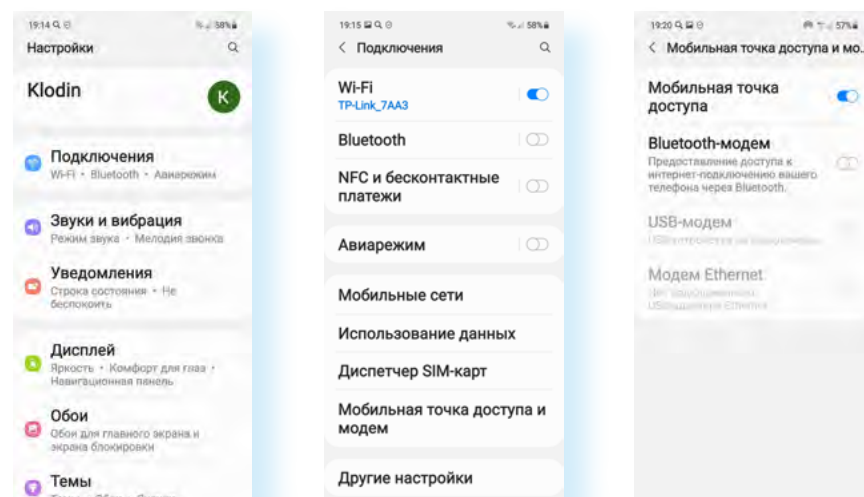 19:14
58%
Настройки
Klodin
K
Подключения
Wi-Fi • Bluetooth • Авиарежим
Звуки и вибрация
Режим звука • Мелодия звонка
Уведомления
Строка состояния • Не
беспокоить
Дисплей
Яркость • Комфорт для глаз •
Навигационная панель
Обои
Обои для главного экрана и
экрана блокировки
Темы
19:15
58%
Подключения
Wi-Fi
TP-Link_7AA3
Bluetooth
NFC и бесконтактные
платежи
Авиарежим
Мобильные сети
Использование данных
Диспетчер SIM-карт
Мобильная точка доступа и
модем
Другие настройки
19:20
57%
Мобильная точка доступа и мо...
Мобильная точка
доступа
Bluetooth-модем
Предоставление доступа к
интернет-подключению вашего
телефона через Bluetooth.
USB-модем
Модем Ethernet